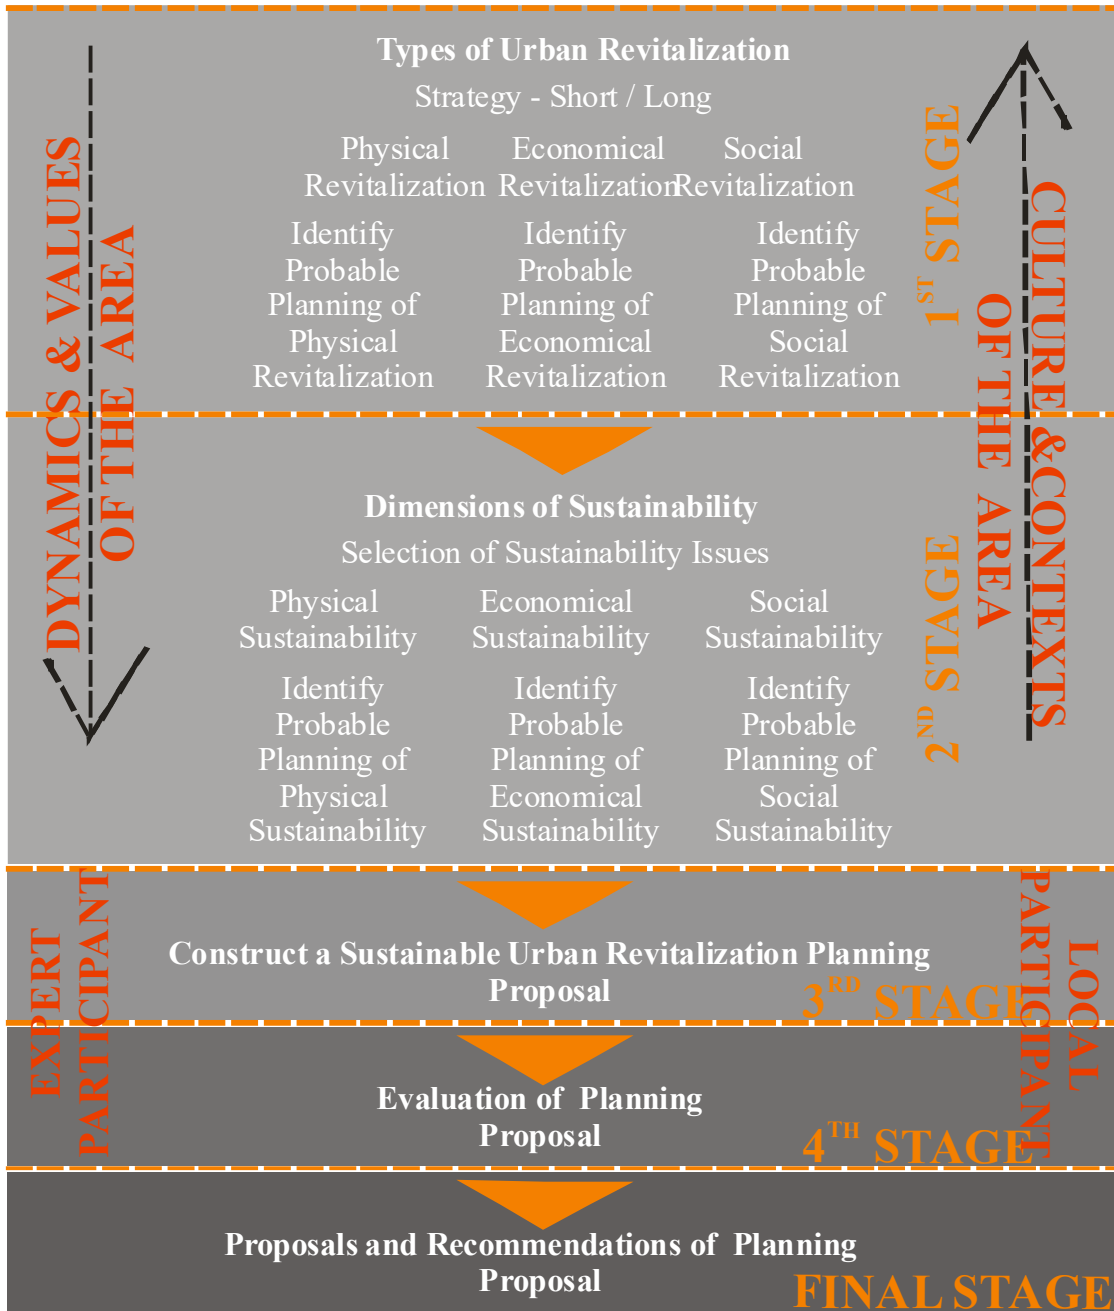 Types of Urban Revitalization
Strategy - Short / Long
Physical Revitalization
Economical Revitalization
Social Revitalization
Identify
Probable
Planning of
Physical
Revitalization
Identify
Probable
Planning of
Economical
Revitalization
Identify
Probable
Planning of
Social
Revitalization
1ST STAGE
DYNAMICS & VALUES
OF THE AREA
CULTURE &CONTEXTS
OF THE AREA
Dimensions of Sustainability
Selection of Sustainability Issues
Physical
Sustainability
Economical
Sustainability
Social
Sustainability
Identify
Probable
Planning of
Physical
Sustainability
Identify
Probable
Planning of
Economical
Sustainability
Identify
Probable
Planning of
Social
Sustainability
2ND STAGE
EXPERT
PARTICIPANT
LOCAL
PARTICIPANT
Construct a Sustainable Urban Revitalization Planning
Proposal
3RD STAGE
Evaluation of Planning
Proposal
4TH STAGE
Proposals and Recommendations of Planning
Proposal
FINAL STAGE